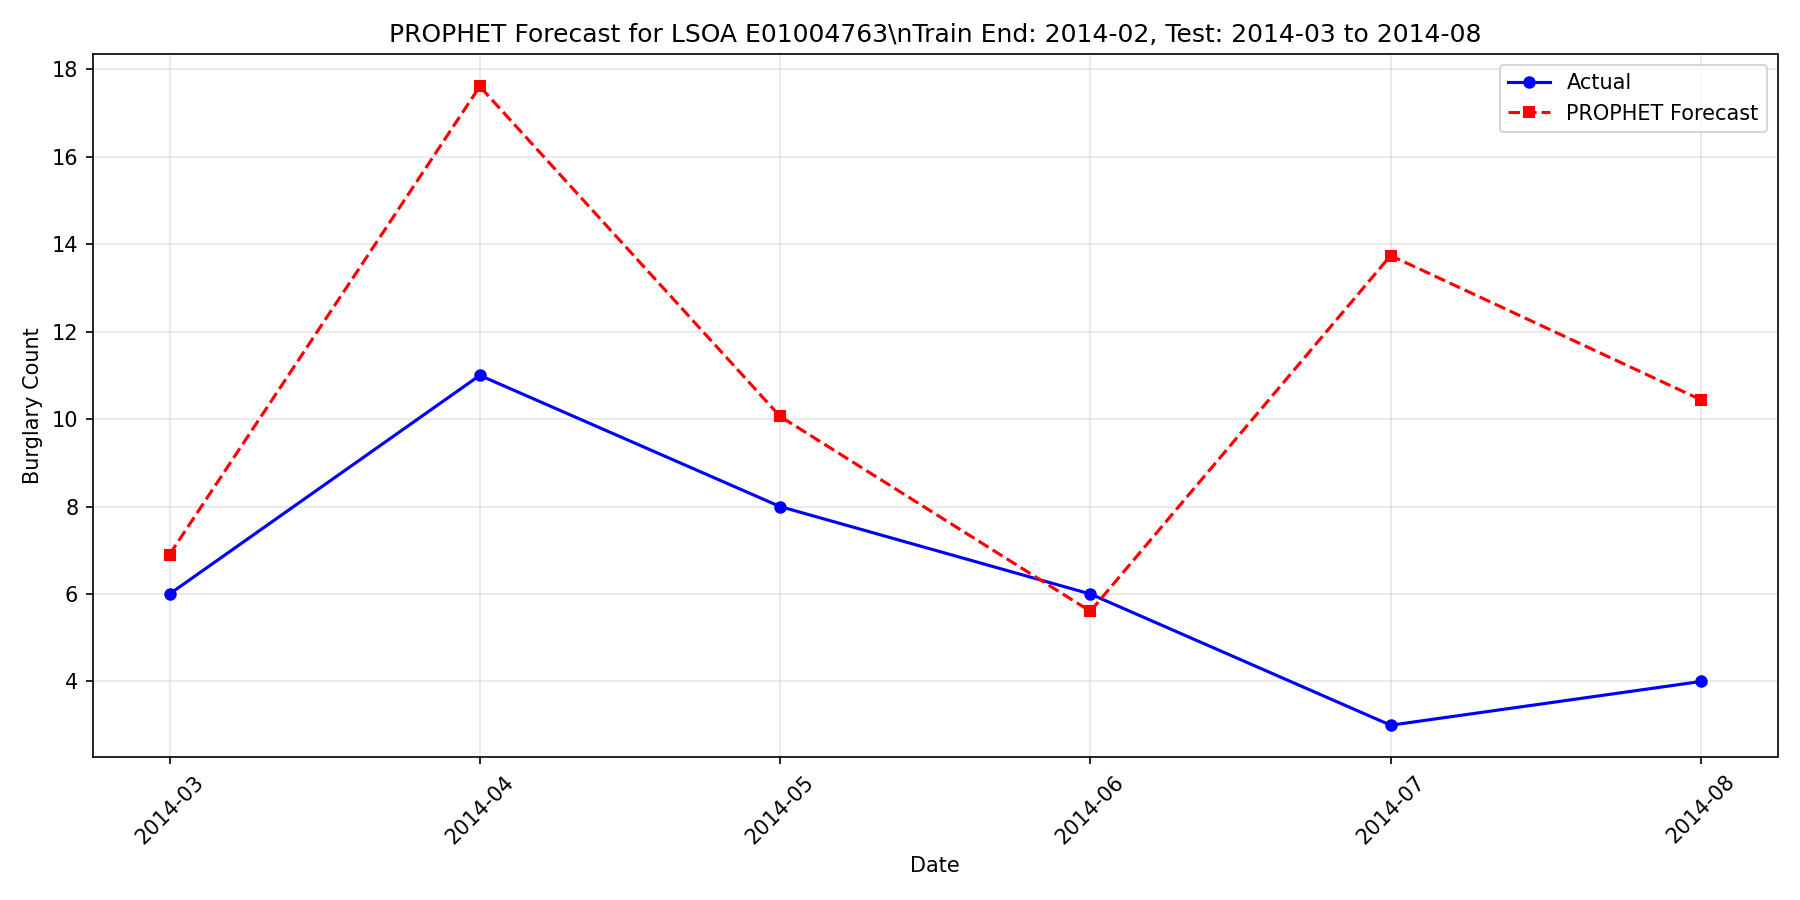 PROPHET Forecast for LSOA E01004763\nTrain End: 2014-02, Test: 2014-03 to 2014-08
Actual
PROPHET Forecast
Burglary Count
18
16
14
12
10
8
6
4
2014-03
2014-04
2014-05
2014-06
2014-07
2014-08
Date